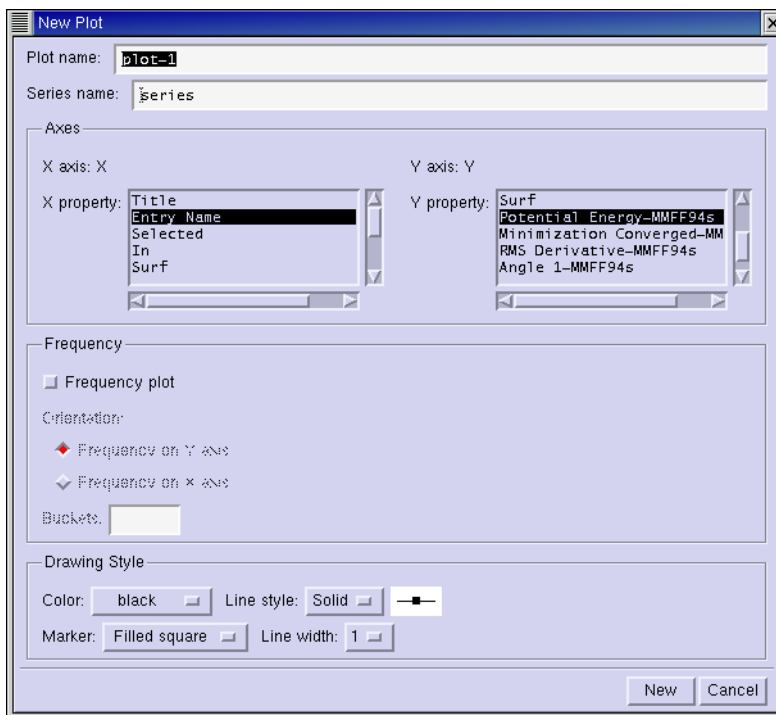 New Plot
Plot name: plot-1
Series name: series
Axes
X axis: X
Y axis: Y
X property:
Title
Entry Name
Selected
In
Surf
Y property:
Surf
Potential Energy-MMFF94s
Minimization Converged-MM
RMS Derivative-MMFF94s
Angle 1-MMFF94s
Frequency
Frequency plot
Orientation:
Frequency on Y axis
Frequency on X axis
Buckets:
Drawing Style
Color: black Line style: Solid
Marker: Filled square Line width: 1
New Cancel